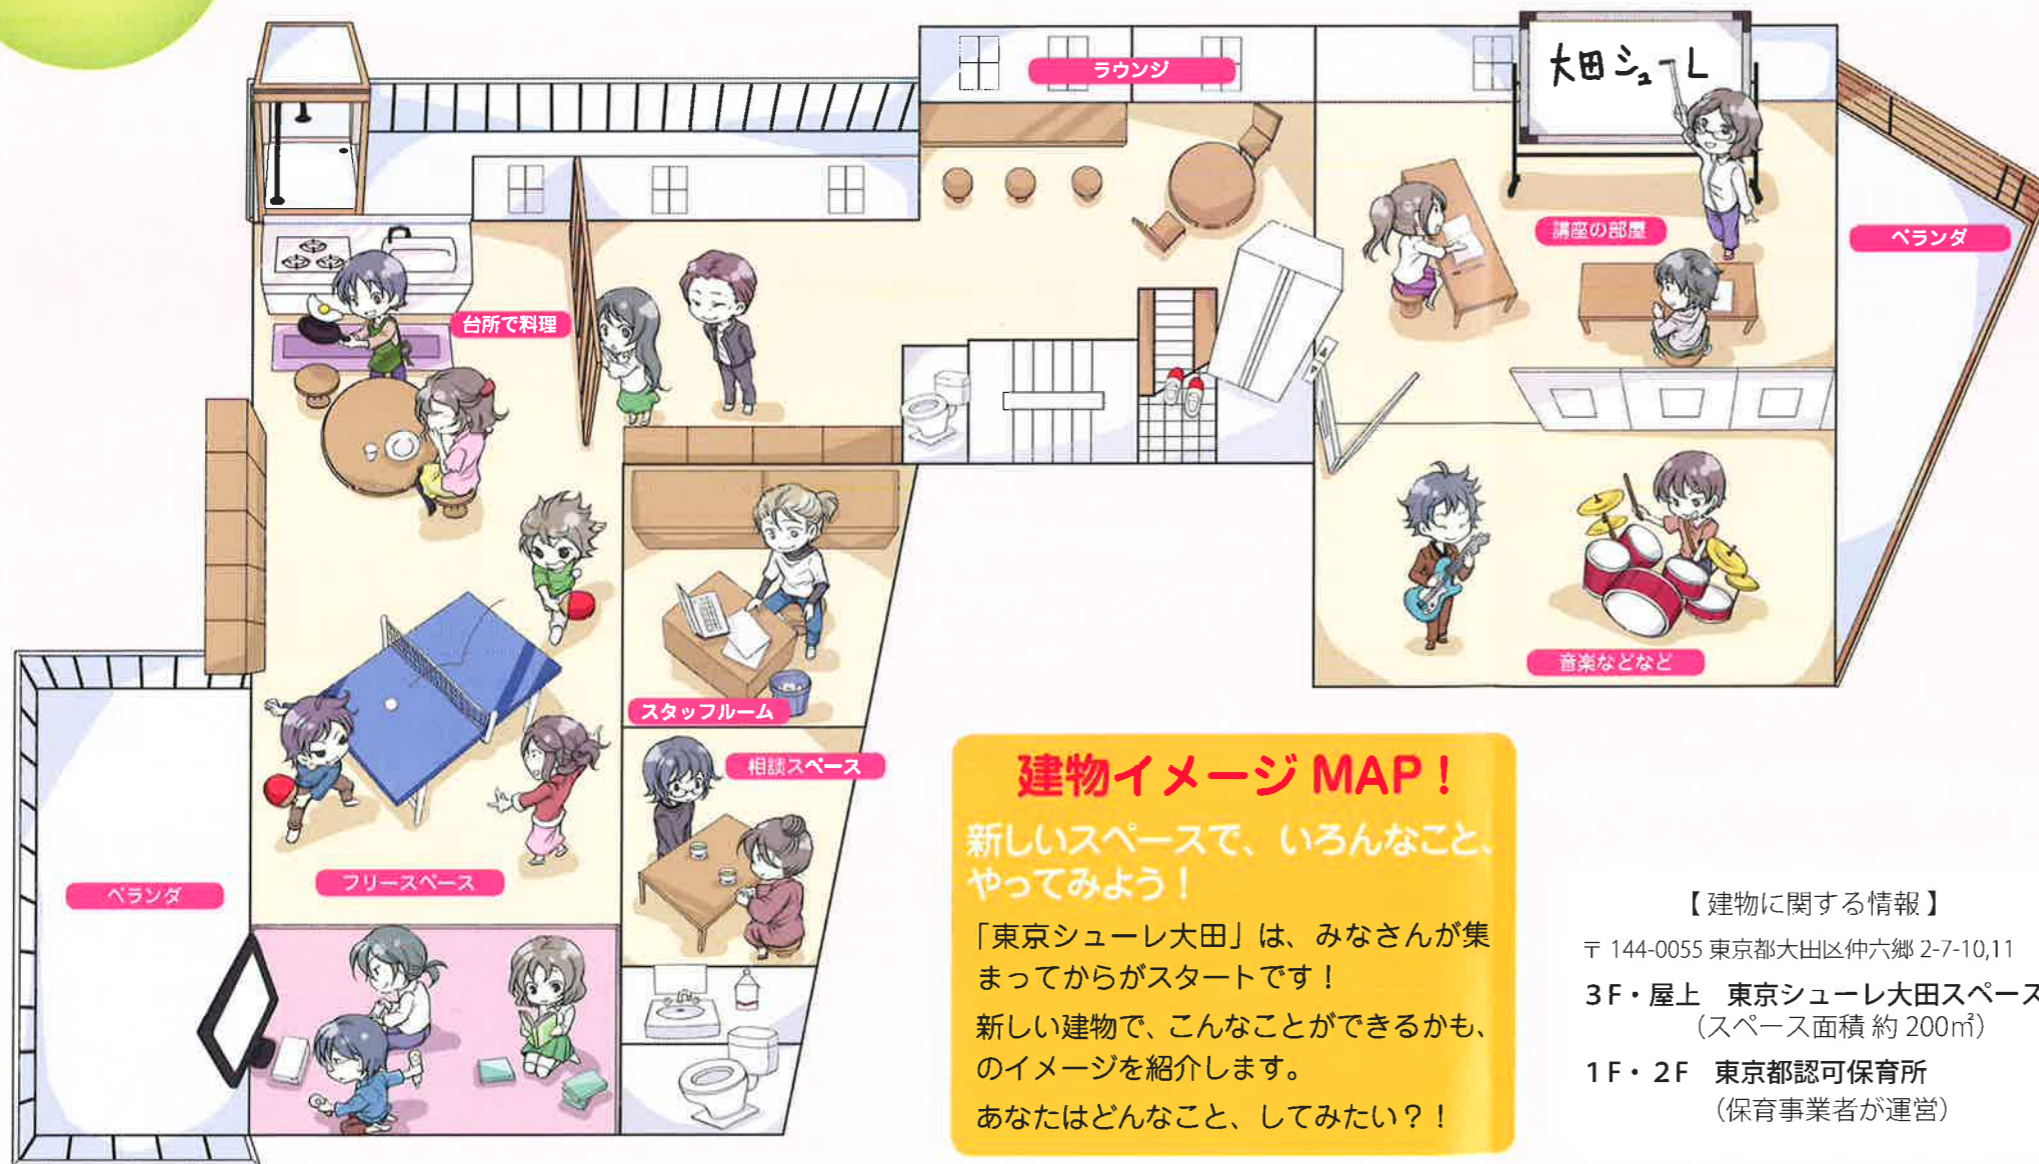 ラウンジ
大田シューL
講座の部屋
ベランダ
台所で料理
音楽などなど
スタッフルーム
相談スペース
フリースペース
ベランダ
建物イメージ MAP！
新しいスペースで、いろんなこと、
やってみよう！
「東京シューレ大田」は、みなさんが集
まってからがスタートです！
新しい建物で、こんなことができるかも、
のイメージを紹介します。
あなたはどんなこと、してみたい？！
【 建物に関する情報 】
〒 144-0055 東京都大田区仲六郷 2-7-10,11
3F・屋上　東京シューレ大田スペース
（スペース面積 約 200㎡）
1F・2F　東京都認可保育所
（保育事業者が運営）